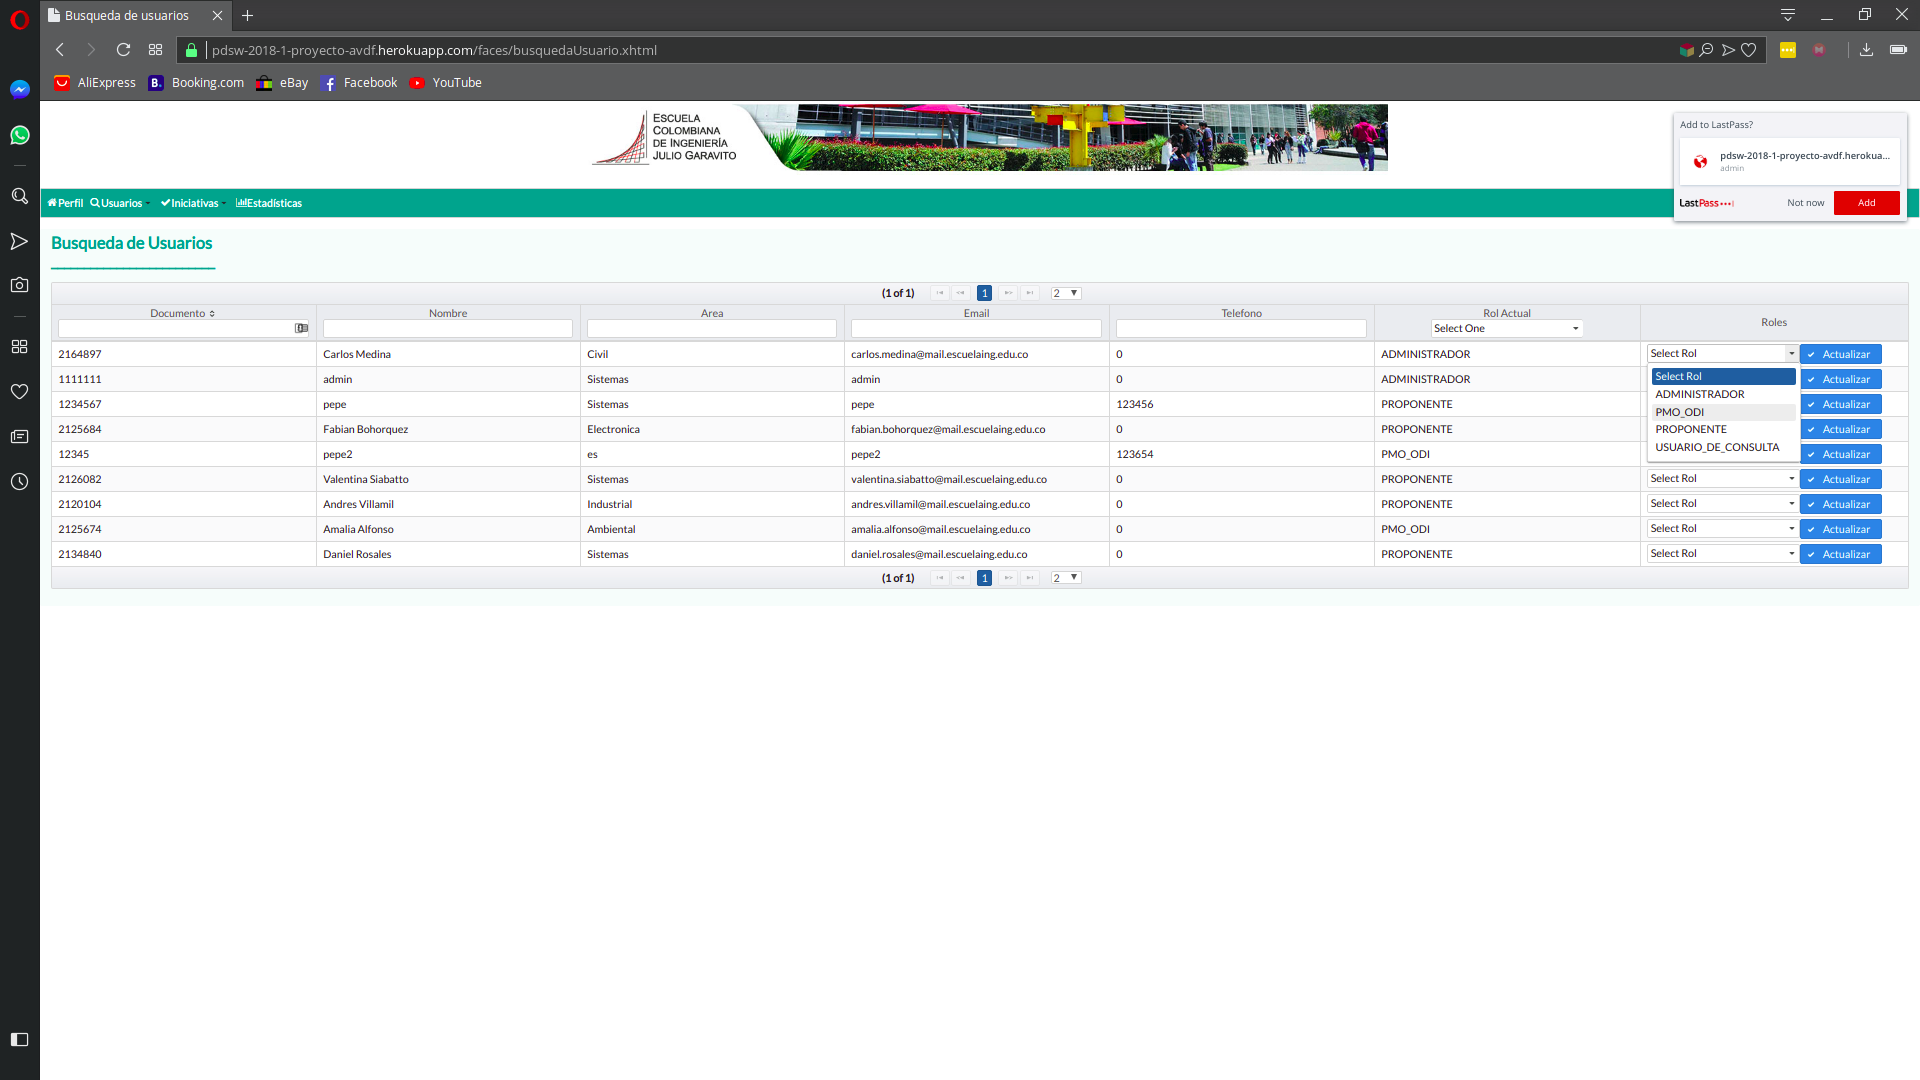 Busqueda de usuarios
pdsw-2018-1-proyecto-avdf.herokuapp.com/faces/busquedaUsuario.xhtml
AliExpress B. Booking.com eBay Facebook YouTube
ESCUELA
COLOMBIANA
DE INGENIERÍA
JULIO GARAVITO
Add to LastPass?
pdsw-2018-1-proyecto-avdf.herokua...
admin
LastPass Not now Add
Perfil Usuarios Iniciativas Estadísticas
Busqueda de Usuarios
(1 of 1) 1 2
Documento Nombre Area Email Telefono Rol Actual Roles
Select One
2164897 Carlos Medina Civil carlos.medina@mail.escuelaing.edu.co 0 ADMINISTRADOR Select Rol Actualizar
1111111 admin Sistemas admin 0 ADMINISTRADOR Select Rol Actualizar
ADMINISTRADOR
1234567 pepe Sistemas pepe 123456 PROPONENTE PMO_ODI Actualizar
2125684 Fabian Bohorquez Electronica fabian.bohorquez@mail.escuelaing.edu.co 0 PROPONENTE PROPONENTE Actualizar
12345 pepe2 es pepe2 123654 PMO_ODI USUARIO_DE_CONSULTA Actualizar
2126082 Valentina Siabatto Sistemas valentina.siabatto@mail.escuelaing.edu.co 0 PROPONENTE Select Rol Actualizar
2120104 Andres Villamil Industrial andres.villamil@mail.escuelaing.edu.co 0 PROPONENTE Select Rol Actualizar
2125674 Amalia Alfonso Ambiental amalia.alfonso@mail.escuelaing.edu.co 0 PMO_ODI Select Rol Actualizar
2134840 Daniel Rosales Sistemas daniel.rosales@mail.escuelaing.edu.co 0 PROPONENTE Select Rol Actualizar
(1 of 1) 1 2